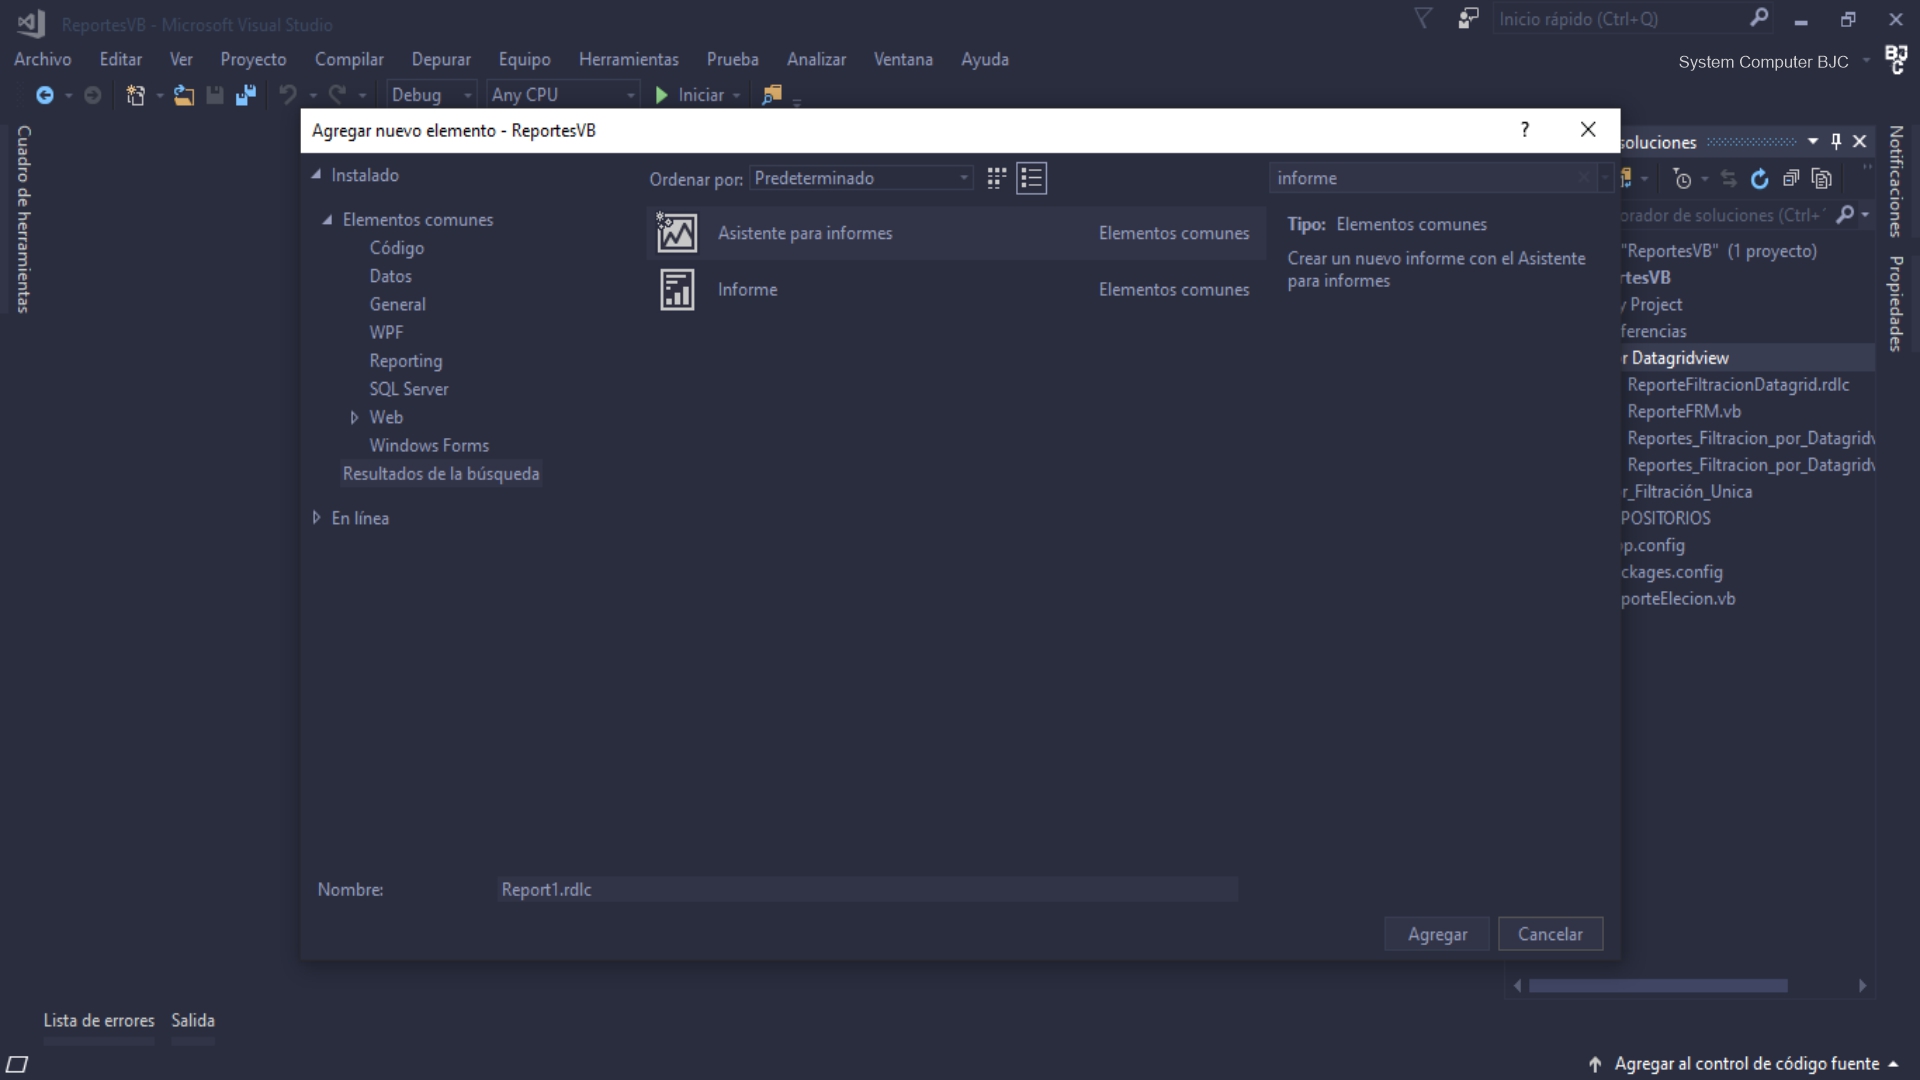 ReportesVB - Microsoft Visual Studio
Inicio rápido (Ctrl+Q)
Archivo Editar Ver Proyecto Compilar Depurar Equipo Herramientas Prueba Analizar Ventana Ayuda
System Computer BJC
BJC
Debug Any CPU Iniciar
Cuadro de herramientas
Agregar nuevo elemento - ReportesVB
?
Instalado
Elementos comunes
Código
Datos
General
WPF
Reporting
SQL Server
Web
Windows Forms
Resultados de la búsqueda
En línea
Ordenar por: Predeterminado
informe
Asistente para informes Elementos comunes
Informe Elementos comunes
Tipo: Elementos comunes
Crear un nuevo informe con el Asistente
para informes
Nombre: Report1.rdlc
Agregar Cancelar
soluciones
orador de soluciones (Ctrl+
"ReportesVB" (1 proyecto)
rtesVB
y Project
ferencias
r Datagridview
ReporteFiltracionDatagrid.rdlc
ReporteFRM.vb
Reportes_Filtracion_por_Datagridv
Reportes_Filtracion_por_Datagridv
r_Filtración_Unica
POSITORIOS
p.config
ckages.config
porteElecion.vb
Notificaciones
Propiedades
Lista de errores Salida
Agregar al control de código fuente